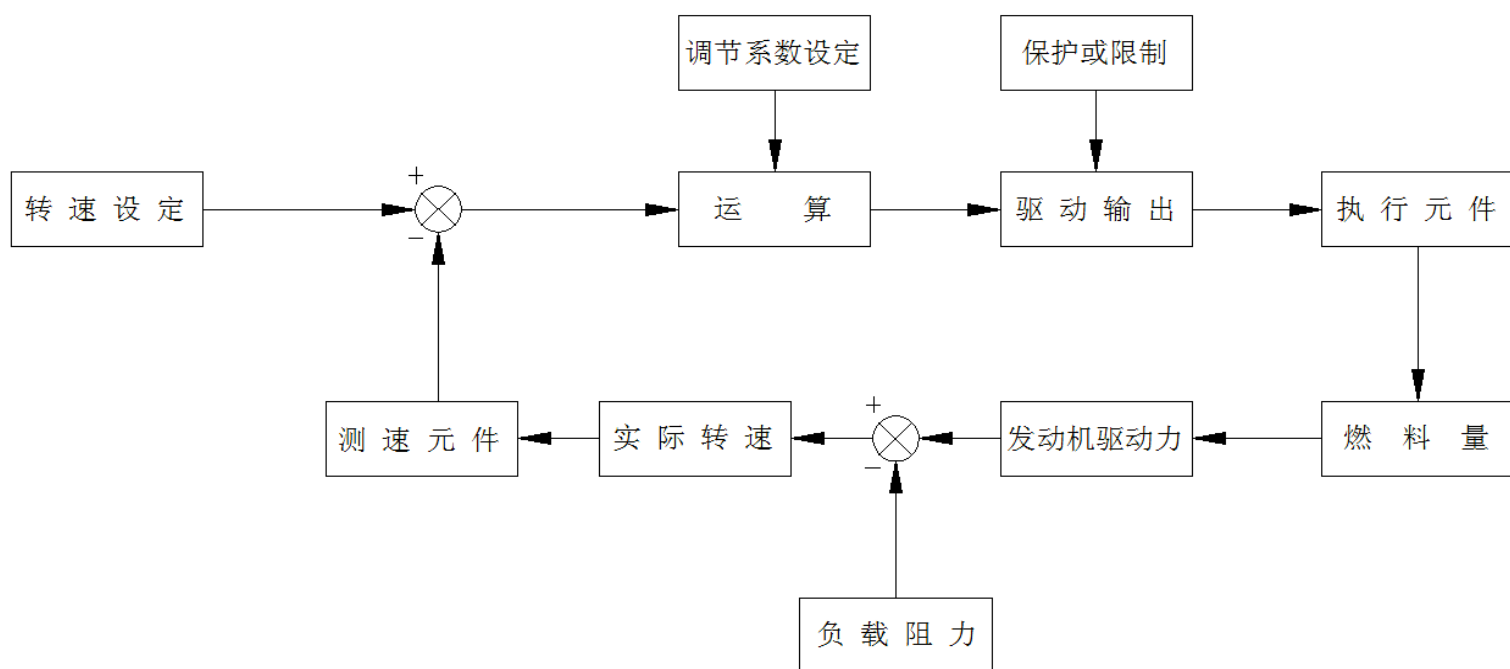 调节系数设定
保护或限制
转速设定
+
−
运算
驱动输出
执行元件
测速元件
实际转速
+
−
发动机驱动力
燃料量
负载阻力